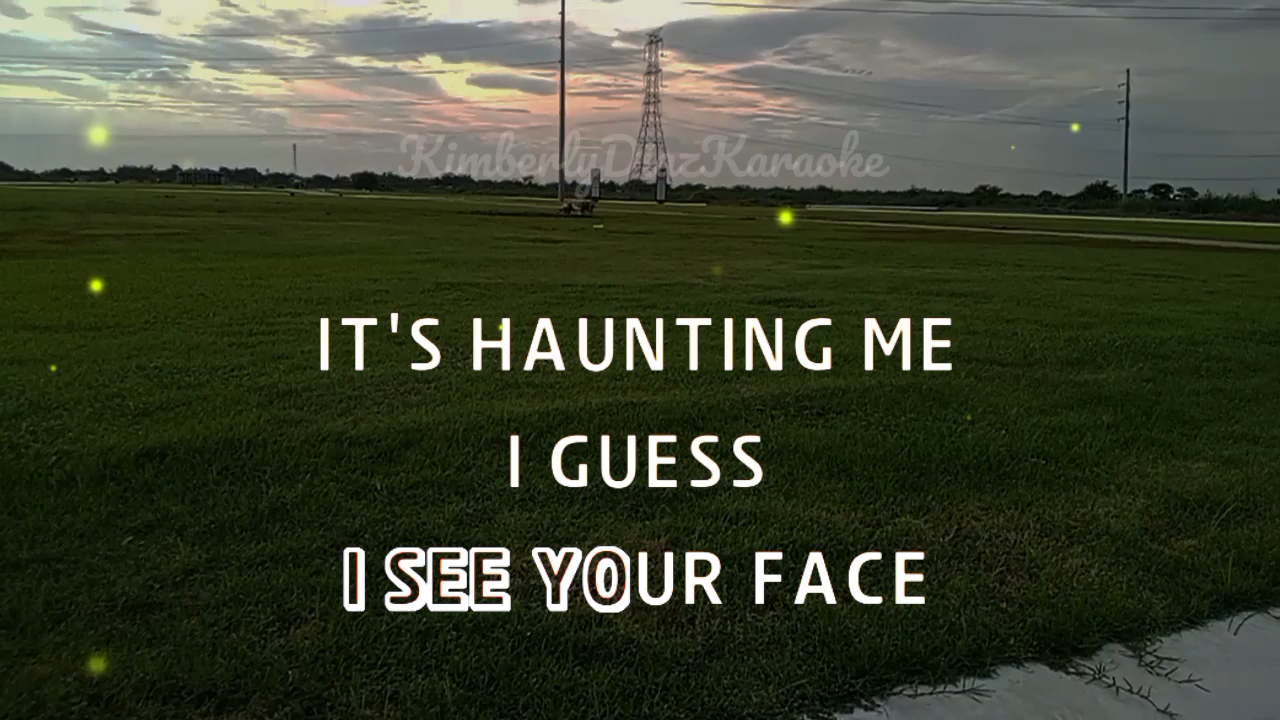 KimberlyDiazKaraoke
IT'S HAUNTING ME
I GUESS
I SEE YOUR FACE